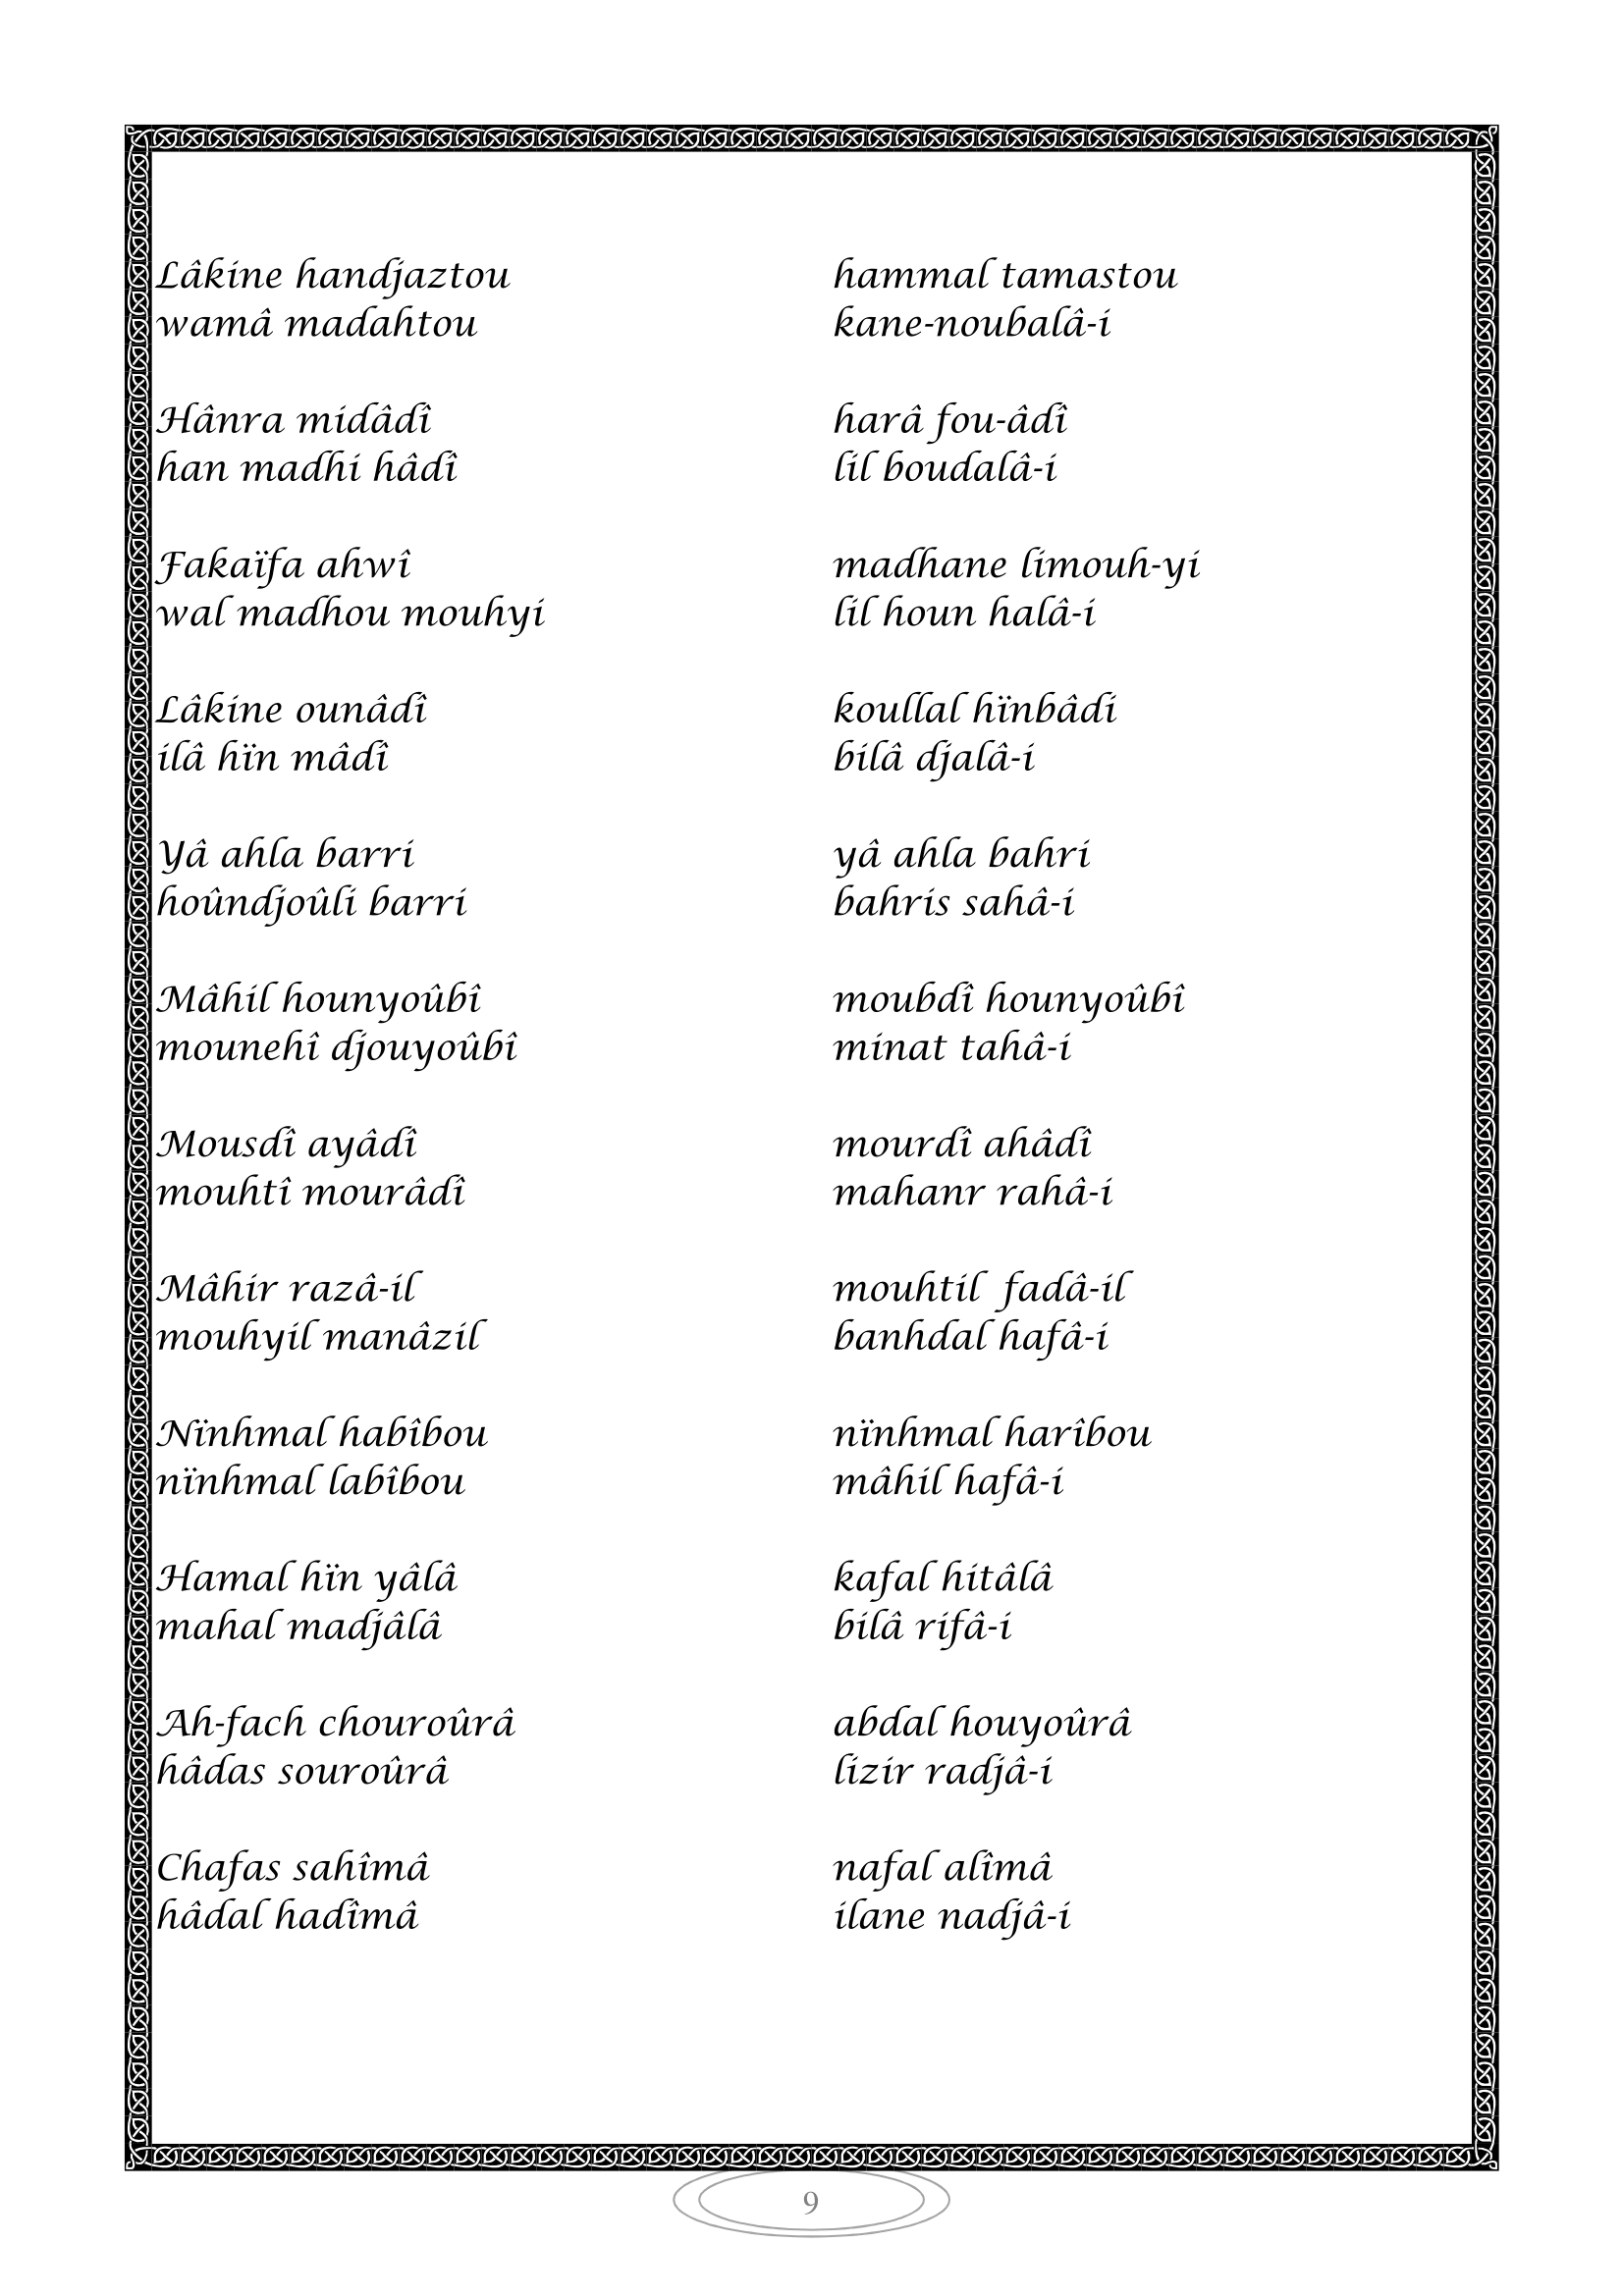 Lâkine handjaztou hammal tamastou
wamâ madahtou kane-noubalâ-i
Hânra midâdî harâ fou-âdî
han madhi hâdî lil boudalâ-i
Fakaïfa ahwî madhane limouh-yi
wal madhou mouhyi lil houn halâ-i
Lâkine ounâdî koullal hïnbâdi
ilâ hïn mâdî bilâ djalâ-i
Yâ ahla barri yâ ahla bahri
hoûndjoûli barri bahris sahâ-i
Mâhil hounyoûbî moubdî hounyoûbî
mounehî djouyoûbî minat tahâ-i
Mousdî ayâdî mourdî ahâdî
mouhtî mourâdî mahanr rahâ-i
Mâhir razâ-il mouhtil fadâ-il
mouhyil manâzil banhdal hafâ-i
Nïnhmal habîbou nïnhmal harîbou
nïnhmal labîbou mâhil hafâ-i
Hamal hïn yâlâ kafal hitâlâ
mahal madjâlâ bilâ rifâ-i
Ah-fach chouroûrâ abdal houyoûrâ
hâdas souroûrâ lizir radjâ-i
Chafas sahîmâ nafal alîmâ
hâdal hadîmâ ilane nadjâ-i
9